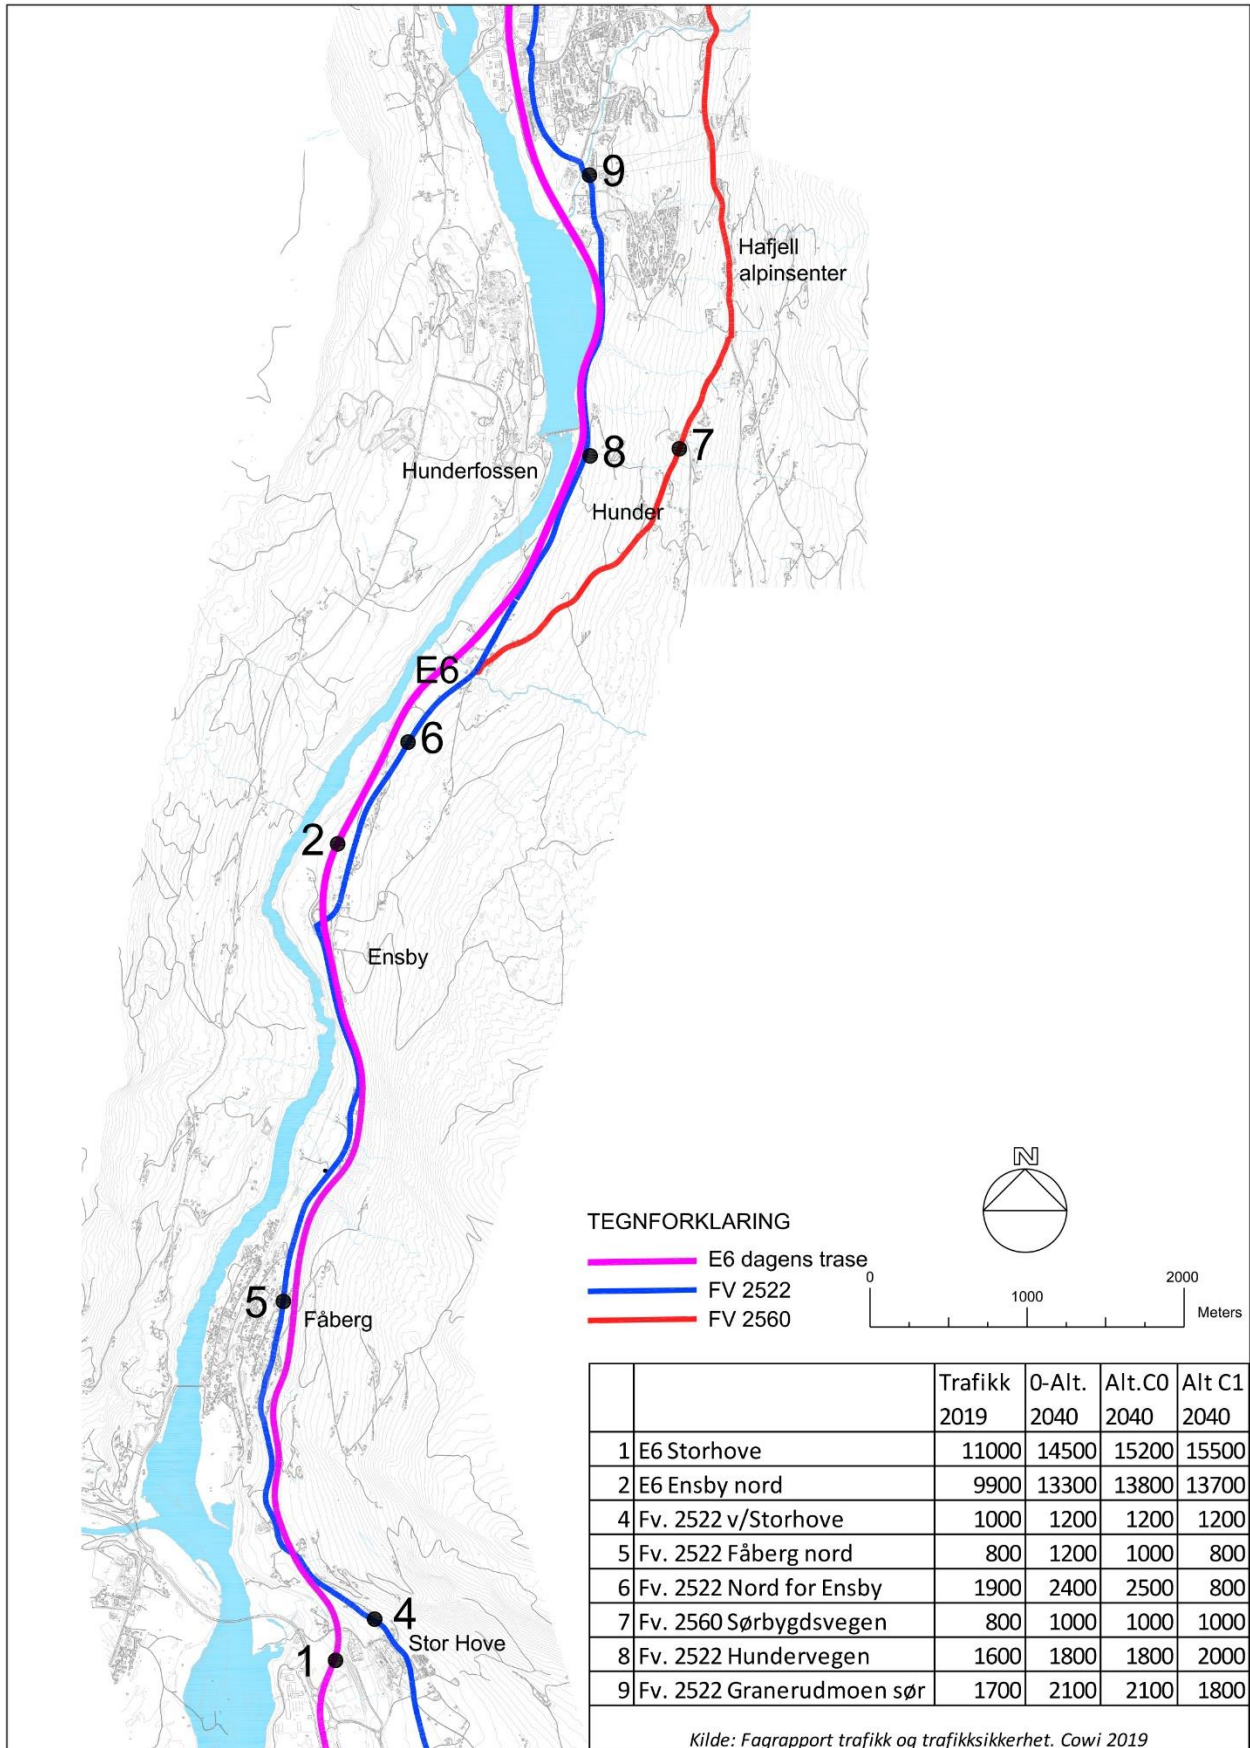 9
Hafjell
alpinsenter
8
7
Hunderfossen
Hunder
E6
6
2
Ensby
5
Fåberg
4
Stor Hove
1
N
TEGNFORKLARING
E6 dagens trase
FV 2522
FV 2560
0 1000 2000
Meters
Trafikk 2019 0-Alt. 2040 Alt.C0 2040 Alt C1 2040
1 E6 Storhove 11000 14500 15200 15500
2 E6 Ensby nord 9900 13300 13800 13700
4 Fv. 2522 v/Storhove 1000 1200 1200 1200
5 Fv. 2522 Fåberg nord 800 1200 1000 800
6 Fv. 2522 Nord for Ensby 1900 2400 2500 800
7 Fv. 2560 Sørbygdsvegen 800 1000 1000 1000
8 Fv. 2522 Hundervegen 1600 1800 1800 2000
9 Fv. 2522 Granerudmoen sør 1700 2100 2100 1800
Kilde: Fagrapport trafikk og trafikksikkerhet. Cowi 2019